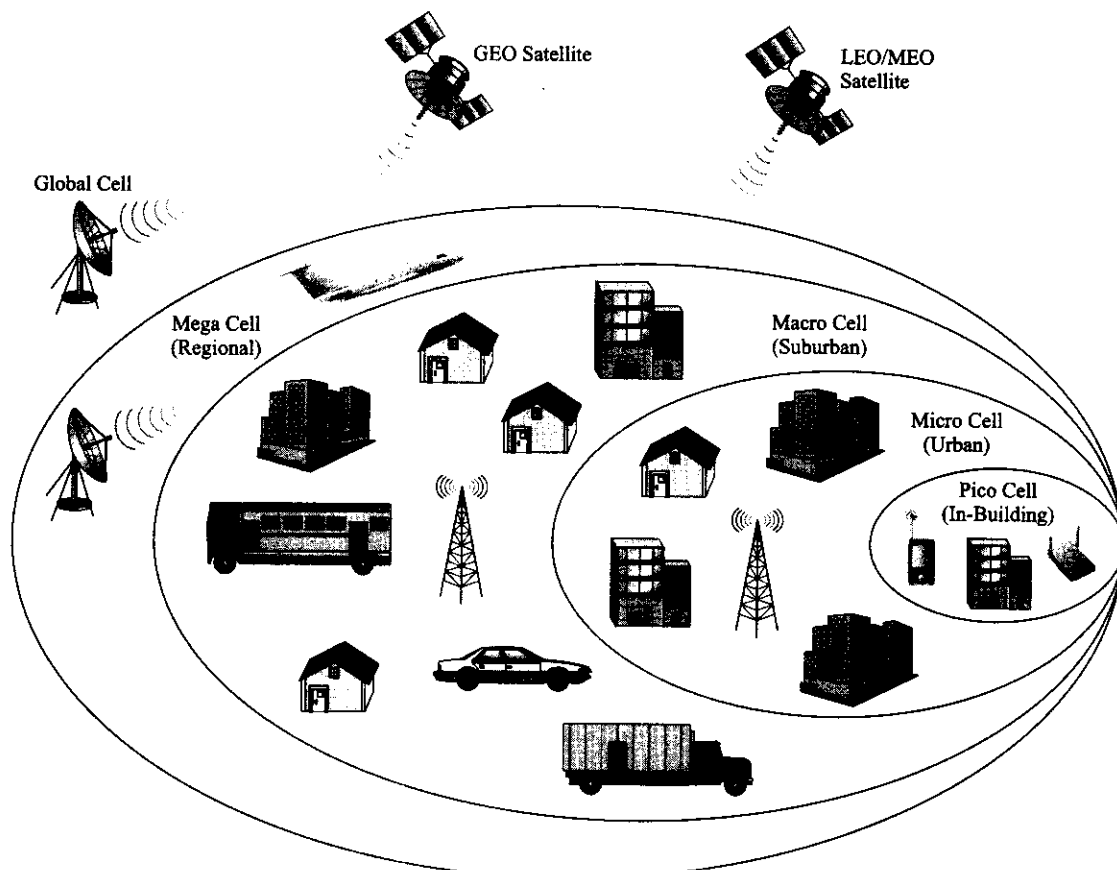 GEO Satellite
LEO/MEO
Satellite
Global Cell
Mega Cell
(Regional)
Macro Cell
(Suburban)
Micro Cell
(Urban)
Pico Cell
(In-Building)